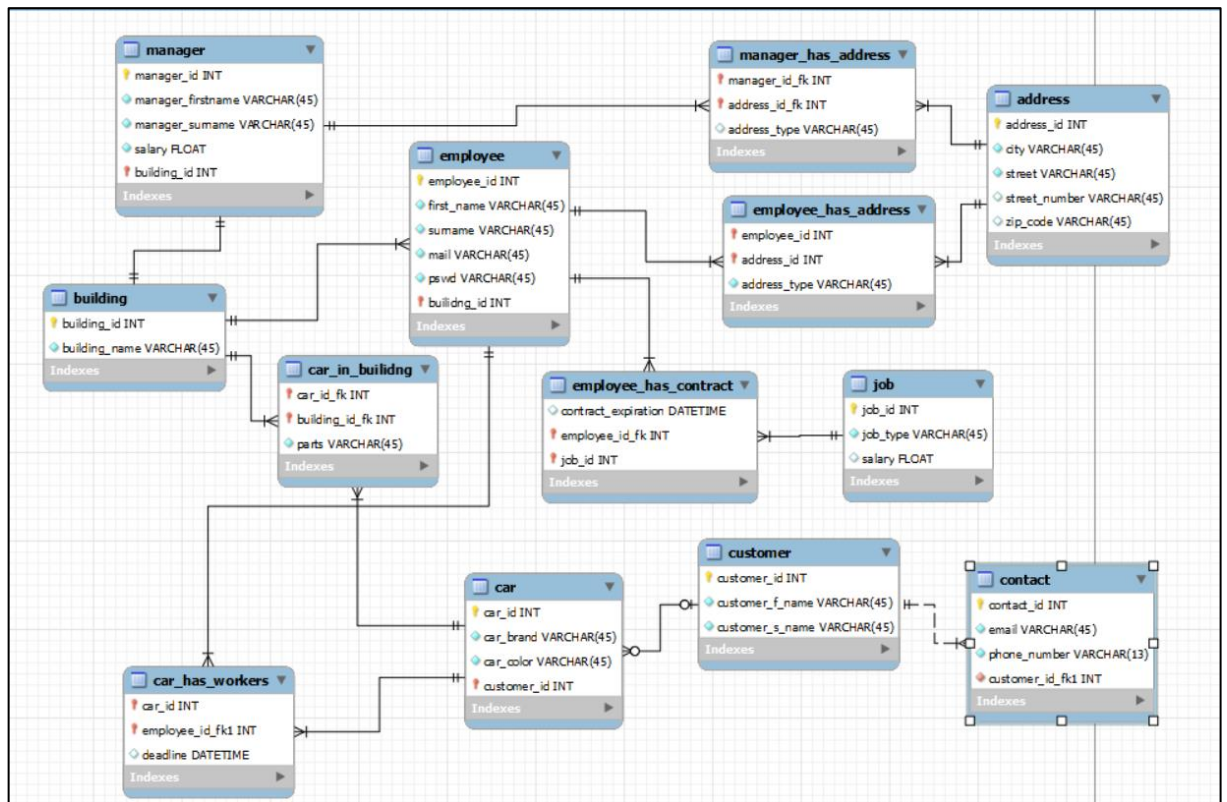 manager
manager_id INT
manager_firstname VARCHAR(45)
manager_surname VARCHAR(45)
salary FLOAT
building_id INT
Indexes
manager_has_address
manager_id_fk INT
address_id_fk INT
address_type VARCHAR(45)
Indexes
address
address_id INT
city VARCHAR(45)
street VARCHAR(45)
street_number VARCHAR(45)
zip_code VARCHAR(45)
Indexes
employee
employee_id INT
first_name VARCHAR(45)
surname VARCHAR(45)
mail VARCHAR(45)
pswd VARCHAR(45)
builidng_id INT
Indexes
employee_has_address
employee_id INT
address_id INT
address_type VARCHAR(45)
Indexes
building
building_id INT
building_name VARCHAR(45)
Indexes
car_in_builidng
car_id_fk INT
building_id_fk INT
parts VARCHAR(45)
Indexes
employee_has_contract
contract_expiration DATETIME
employee_id_fk INT
job_id INT
Indexes
job
job_id INT
job_type VARCHAR(45)
salary FLOAT
Indexes
customer
customer_id INT
customer_f_name VARCHAR(45)
customer_s_name VARCHAR(45)
Indexes
contact
contact_id INT
email VARCHAR(45)
phone_number VARCHAR(13)
customer_id_fk1 INT
Indexes
car
car_id INT
car_brand VARCHAR(45)
car_color VARCHAR(45)
customer_id INT
Indexes
car_has_workers
car_id INT
employee_id_fk1 INT
deadline DATETIME
Indexes